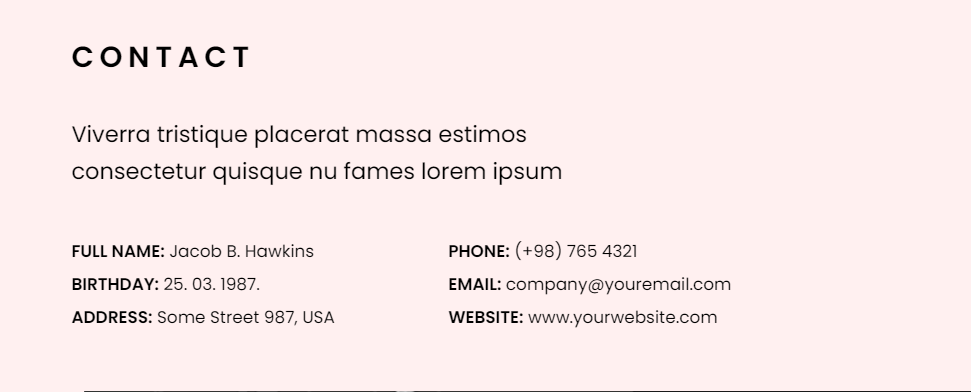 CONTACT
Viverra tristique placerat massa estimos
consectetur quisque nu fames lorem ipsum
FULL NAME: Jacob B. Hawkins
BIRTHDAY: 25. 03. 1987.
ADDRESS: Some Street 987, USA
PHONE: (+98) 765 4321
EMAIL: company@youremail.com
WEBSITE: www.yourwebsite.com